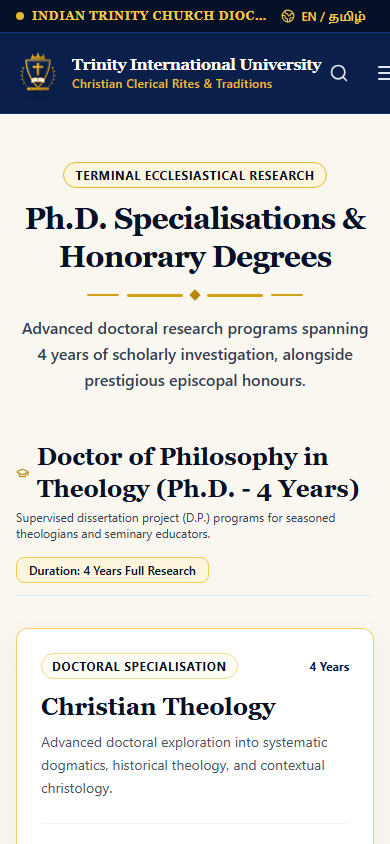 INDIAN TRINITY CHURCH DIOC...
EN / தமிழ்
Trinity International University
Christian Clerical Rites & Traditions
TERMINAL ECCLESIASTICAL RESEARCH
Ph.D. Specialisations &
Honorary Degrees
Advanced doctoral research programs spanning
4 years of scholarly investigation, alongside
prestigious episcopal honours.
Doctor of Philosophy in
Theology (Ph.D. - 4 Years)
Supervised dissertation project (D.P.) programs for seasoned
theologians and seminary educators.
Duration: 4 Years Full Research
DOCTORAL SPECIALISATION
4 Years
Christian Theology
Advanced doctoral exploration into systematic
dogmatics, historical theology, and contextual
christology.